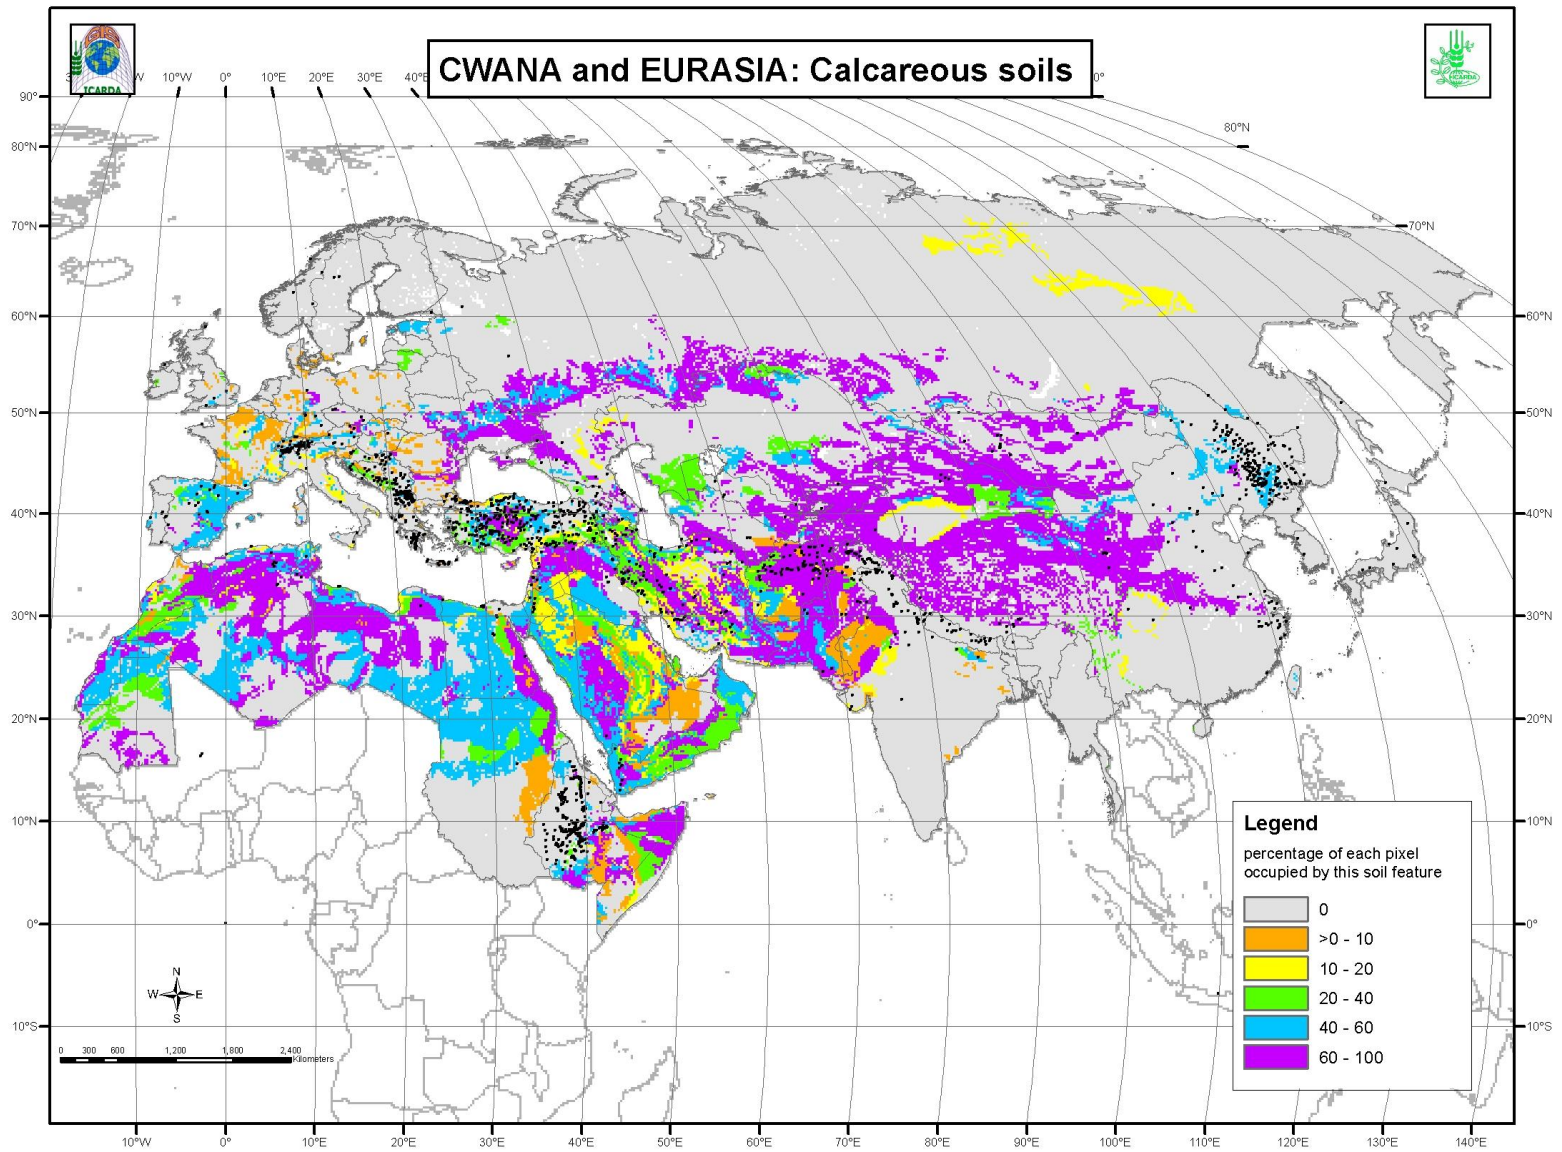 CWANA and EURASIA: Calcareous soils
ICARDA
ICARDA
10°W 0° 10°E 20°E 30°E
90°
80°N
70°N
60°N
50°N
40°N
30°N
20°N
10°N
0°
10°S
80°N
70°N
60°N
50°N
40°N
30°N
20°N
10°N
0°
10°S
Legend
percentage of each pixel
occupied by this soil feature
0
>0 - 10
10 - 20
20 - 40
40 - 60
60 - 100
N
W E
S
0 300 600 1,200 1,800 2,400
Kilometers
10°W 0° 10°E 20°E 30°E 40°E 50°E 60°E 70°E 80°E 90°E 100°E 110°E 120°E 130°E 140°E